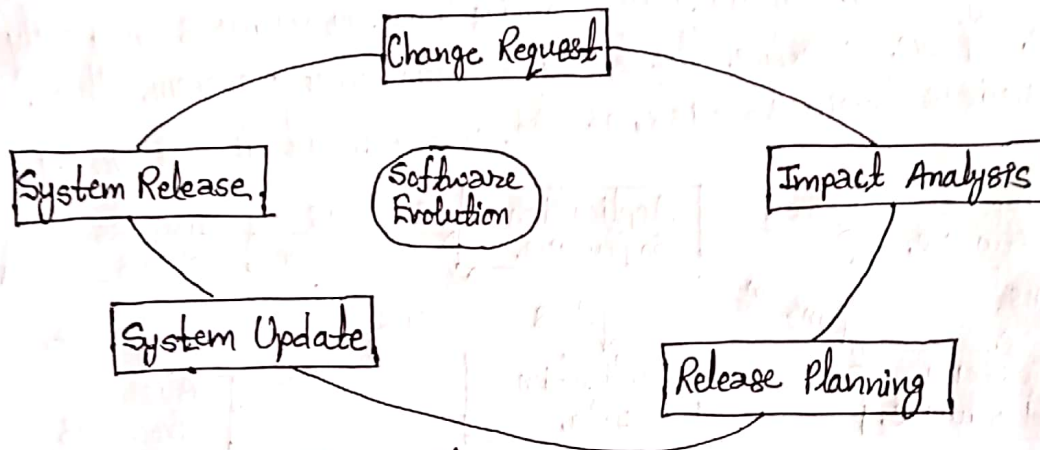 Change Request
System Release
Software
Evolution
Impact Analysis
System Update
Release Planning